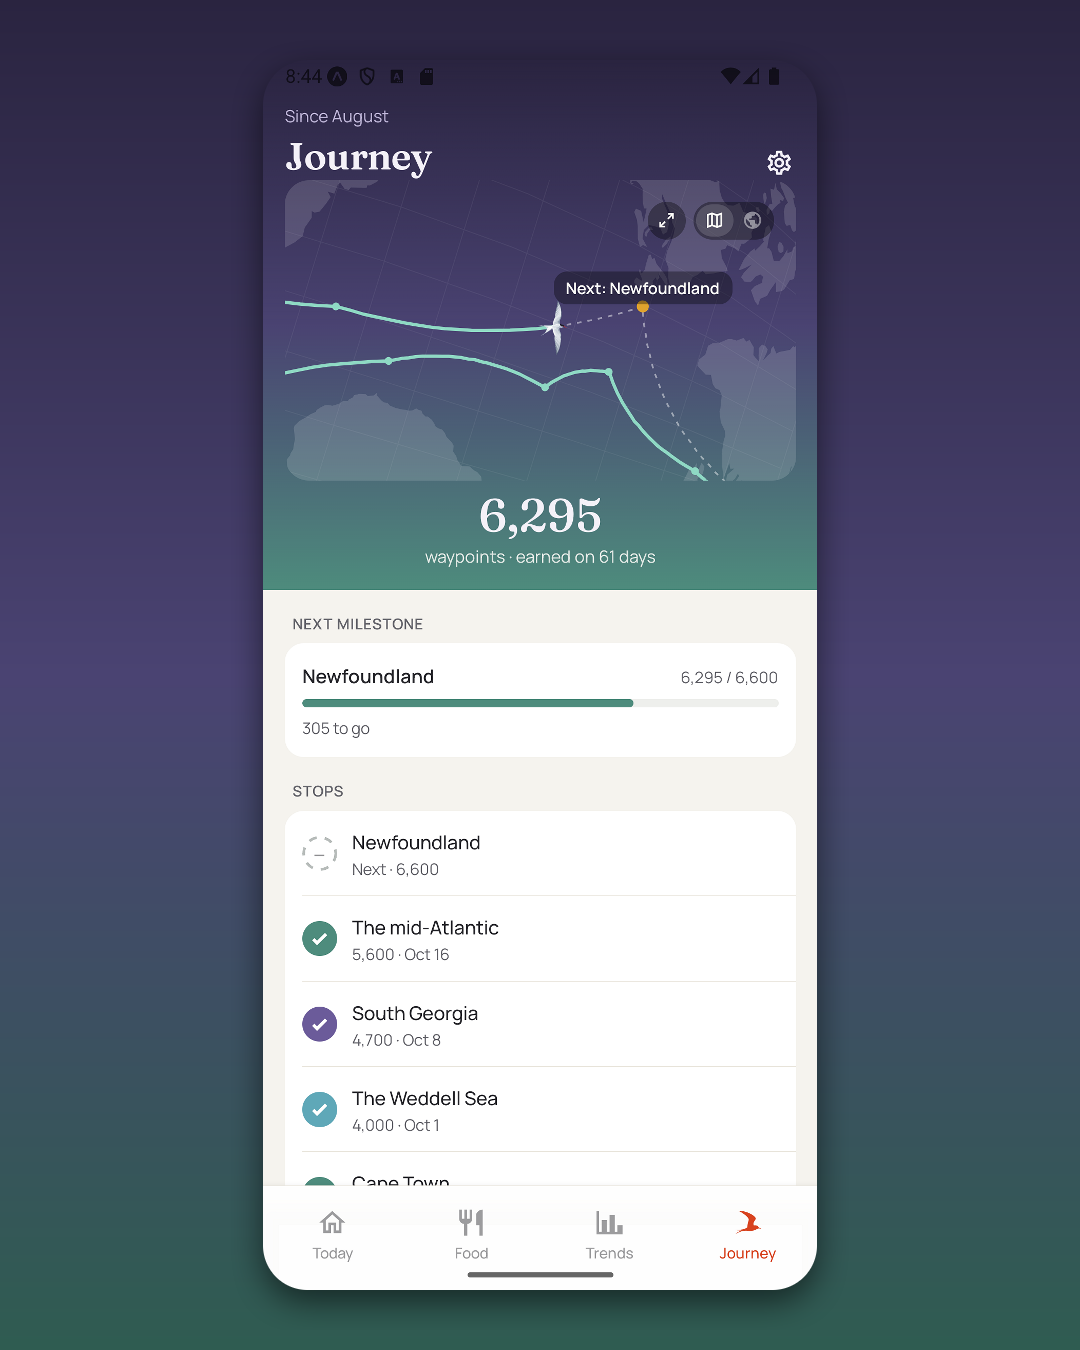 8:44
Since August
Journey
Next: Newfoundland
6,295
waypoints · earned on 61 days
NEXT MILESTONE
Newfoundland
6,295 / 6,600
305 to go
STOPS
Newfoundland
Next · 6,600
The mid-Atlantic
5,600 · Oct 16
South Georgia
4,700 · Oct 8
The Weddell Sea
4,000 · Oct 1
Cape Town
Today
Food
Trends
Journey